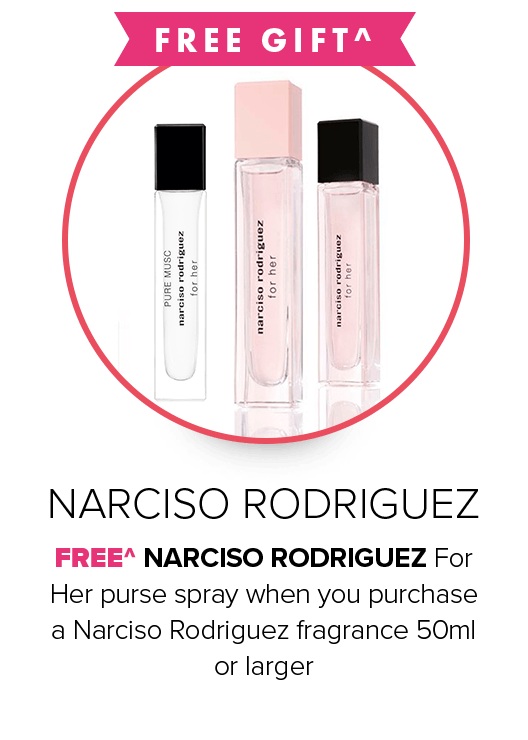 FREE GIFT^
PURE MUSC
narciso rodriguez
for her
narciso rodriguez
for her
narciso rodriguez
for her
NARCISO RODRIGUEZ
FREE^ NARCISO RODRIGUEZ For
Her purse spray when you purchase
a Narciso Rodriguez fragrance 50ml
or larger